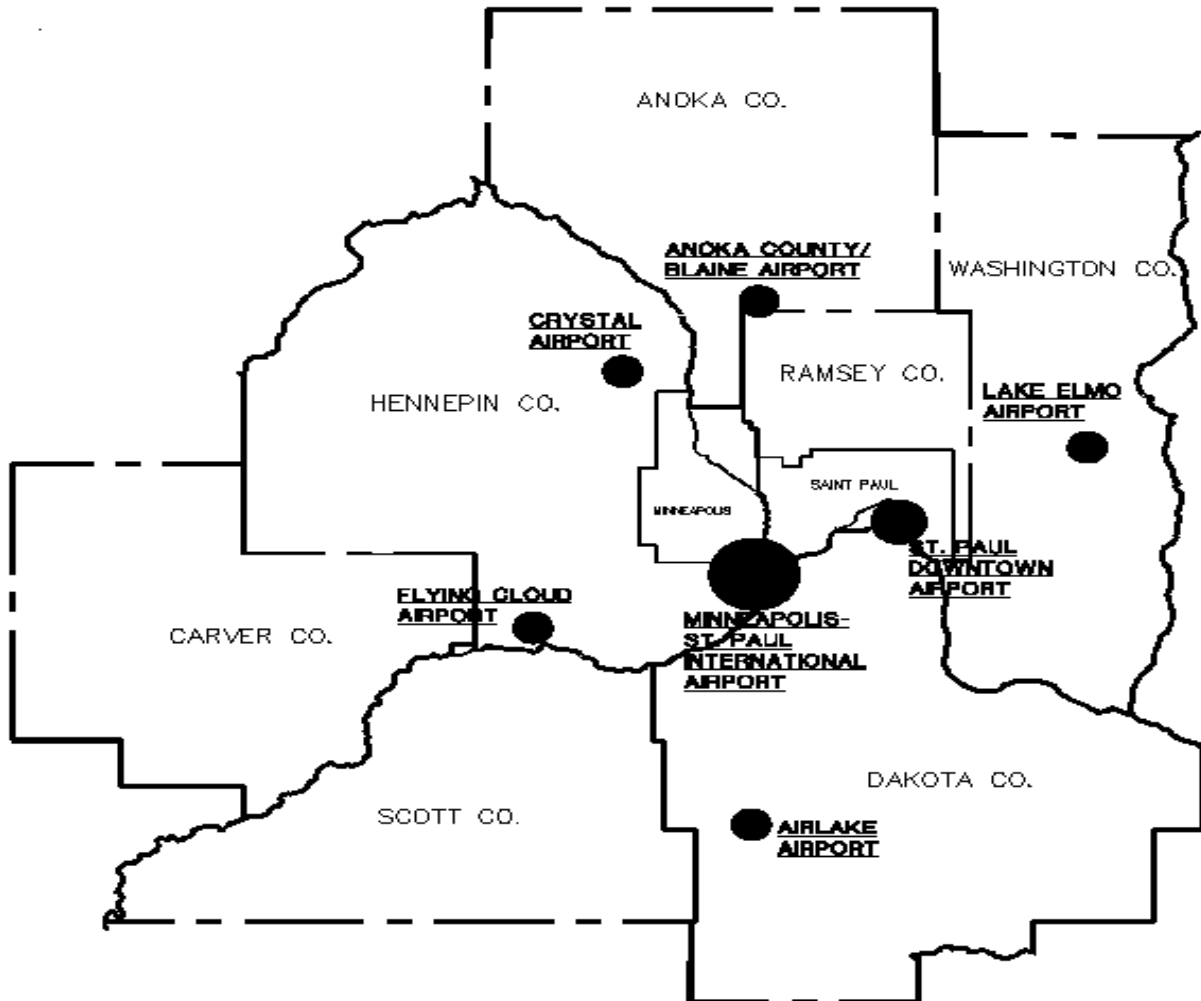 ANOKA CO.
ANOKA COUNTY/
BLAINE AIRPORT
WASHINGTON CO.
CRYSTAL
AIRPORT
RAMSEY CO.
HENNEPIN CO.
LAKE ELMO
AIRPORT
SAINT PAUL
MINNEAPOLIS
ST. PAUL
DOWNTOWN
AIRPORT
FLYING CLOUD
AIRPORT
CARVER CO.
MINNEAPOLIS-
ST. PAUL
INTERNATIONAL
AIRPORT
DAKOTA CO.
SCOTT CO.
AIRLAKE
AIRPORT